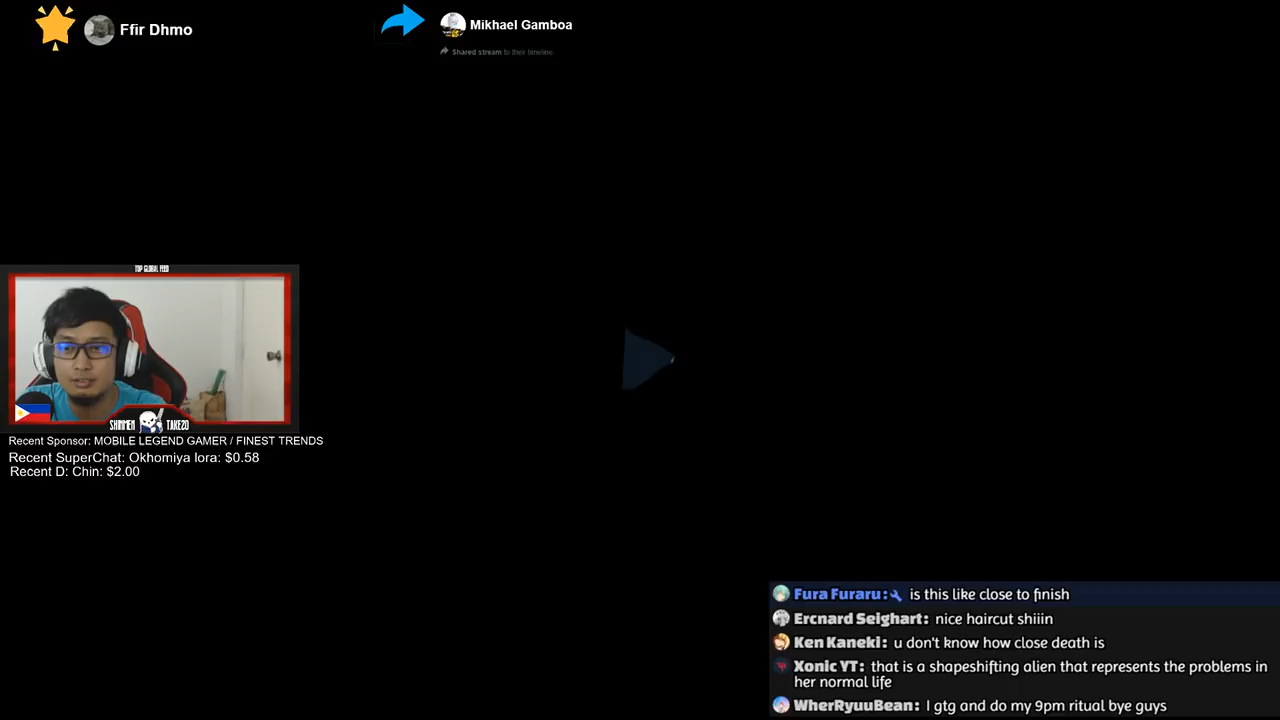 Ffir Dhmo
Mikhael Gamboa
Shared stream to their timeline.
TOP GLOBAL FEED
SHINMEN TAKEZO
Recent Sponsor: MOBILE LEGEND GAMER / FINEST TRENDS
Recent SuperChat: Okhomiya lora: $0.58
Recent D: Chin: $2.00
Fura Furaru: is this like close to finish
Ercnard Seighart: nice haircut shiiin
Ken Kaneki: u don't know how close death is
Xonic YT: that is a shapeshifting alien that represents the problems in
her normal life
WherRyuuBean: I gtg and do my 9pm ritual bye guys